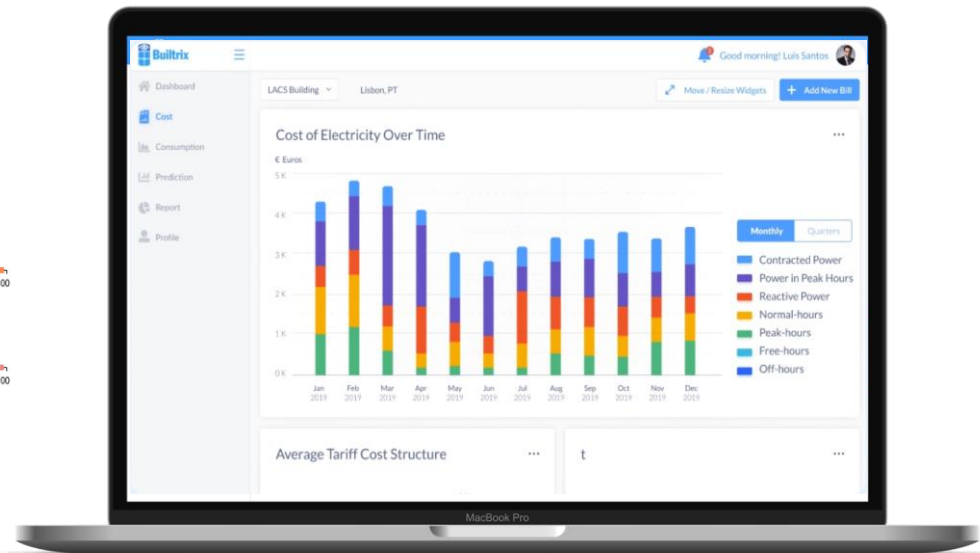 Builtrix
Good morning! Luis Santos
Dashboard
Cost
Consumption
Prediction
Report
Profile
LACS Building
Lisbon, PT
Move / Resize Widgets
+ Add New Bill
Cost of Electricity Over Time
€ Euros
5 K
4 K
3 K
2 K
1 K
0 K
Jan Feb Mar Apr May Jun Jul Aug Sep Oct Nov Dec
2019 2019 2019 2019 2019 2019 2019 2019 2019 2019 2019 2019
Monthly Quarters
Contracted Power
Power in Peak Hours
Reactive Power
Normal-hours
Peak-hours
Free-hours
Off-hours
Average Tariff Cost Structure
t
MacBook Pro
h
00
h
00